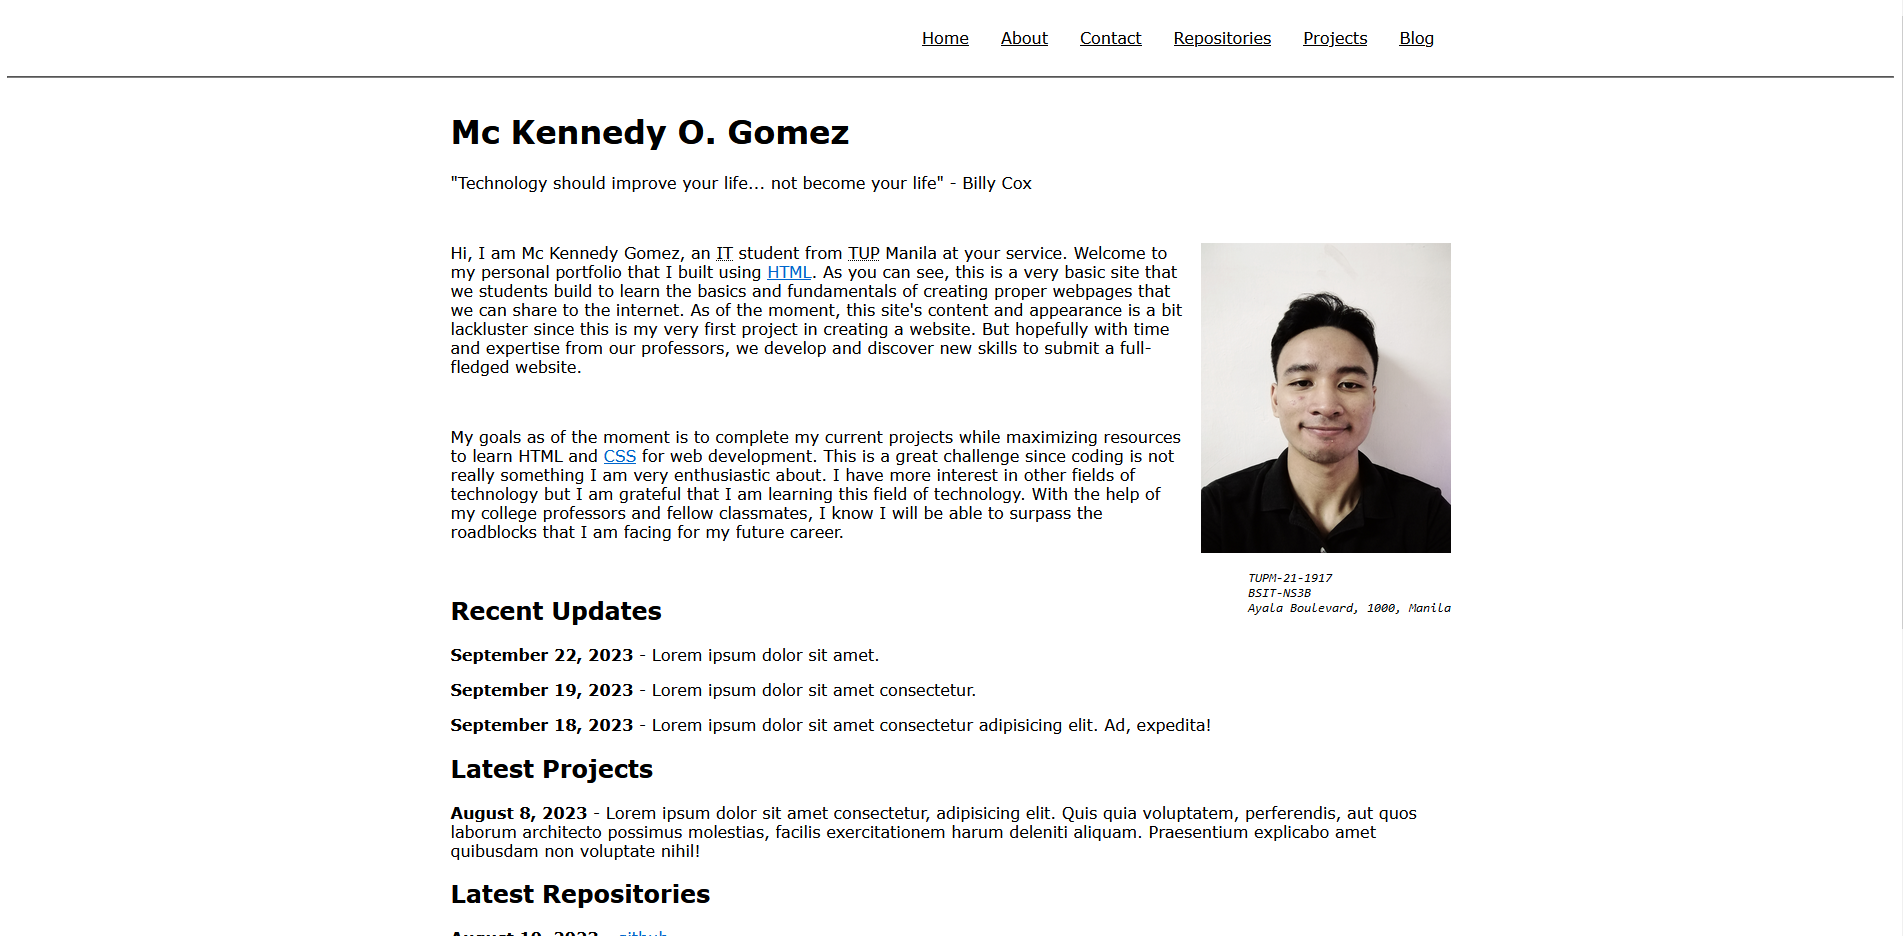 Home About Contact Repositories Projects Blog
Mc Kennedy O. Gomez
"Technology should improve your life... not become your life" - Billy Cox
Hi, I am Mc Kennedy Gomez, an IT student from TUP Manila at your service. Welcome to
my personal portfolio that I built using HTML. As you can see, this is a very basic site that
we students build to learn the basics and fundamentals of creating proper webpages that
we can share to the internet. As of the moment, this site's content and appearance is a bit
lackluster since this is my very first project in creating a website. But hopefully with time
and expertise from our professors, we develop and discover new skills to submit a full-
fledged website.
My goals as of the moment is to complete my current projects while maximizing resources
to learn HTML and CSS for web development. This is a great challenge since coding is not
really something I am very enthusiastic about. I have more interest in other fields of
technology but I am grateful that I am learning this field of technology. With the help of
my college professors and fellow classmates, I know I will be able to surpass the
roadblocks that I am facing for my future career.
TUPM-21-1917
BSIT-NS3B
Ayala Boulevard, 1000, Manila
Recent Updates
September 22, 2023 - Lorem ipsum dolor sit amet.
September 19, 2023 - Lorem ipsum dolor sit amet consectetur.
September 18, 2023 - Lorem ipsum dolor sit amet consectetur adipisicing elit. Ad, expedita!
Latest Projects
August 8, 2023 - Lorem ipsum dolor sit amet consectetur, adipisicing elit. Quis quia voluptatem, perferendis, aut quos
laborum architecto possimus molestias, facilis exercitationem harum deleniti aliquam. Praesentium explicabo amet
quibusdam non voluptate nihil!
Latest Repositories
August 2023 - github